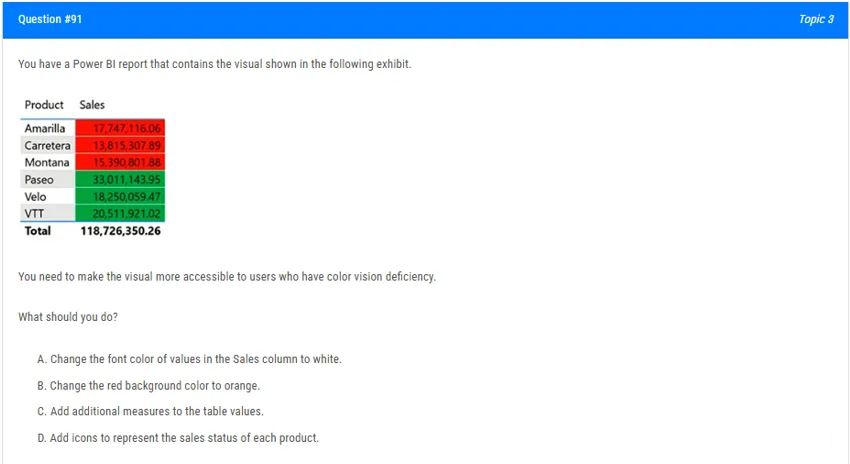 Question #91 Topic 3
You have a Power BI report that contains the visual shown in the following exhibit.
Product Sales
Amarilla 17,747,116.06
Carretera 13,815,307.89
Montana 15,390,801.88
Paseo 33,011,143.95
Velo 18,250,059.47
VTT 20,511,921.02
Total 118,726,350.26
You need to make the visual more accessible to users who have color vision deficiency.
What should you do?
A. Change the font color of values in the Sales column to white.
B. Change the red background color to orange.
C. Add additional measures to the table values.
D. Add icons to represent the sales status of each product.